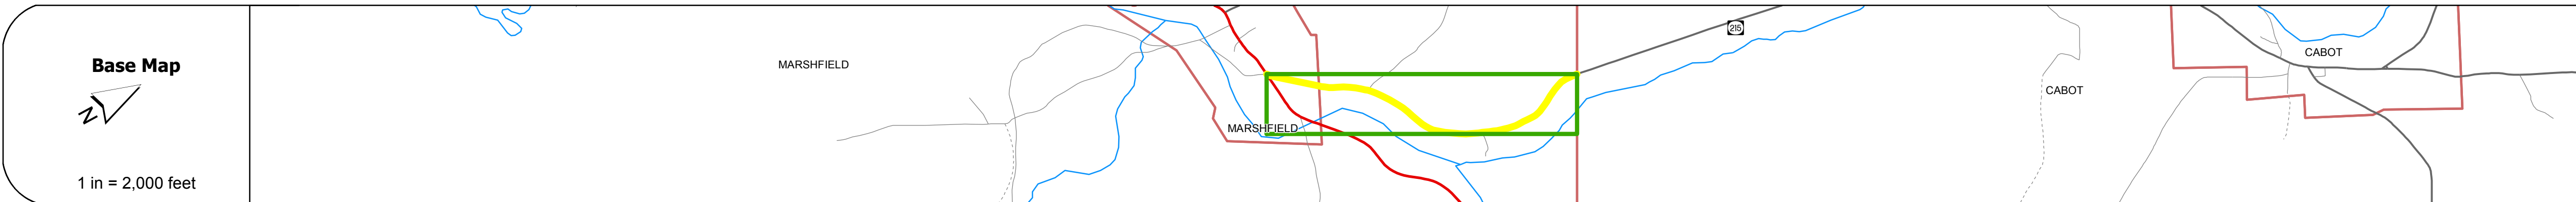 Base Map
N
1 in = 2,000 feet
MARSHFIELD
MARSHFIELD
215
CABOT
CABOT